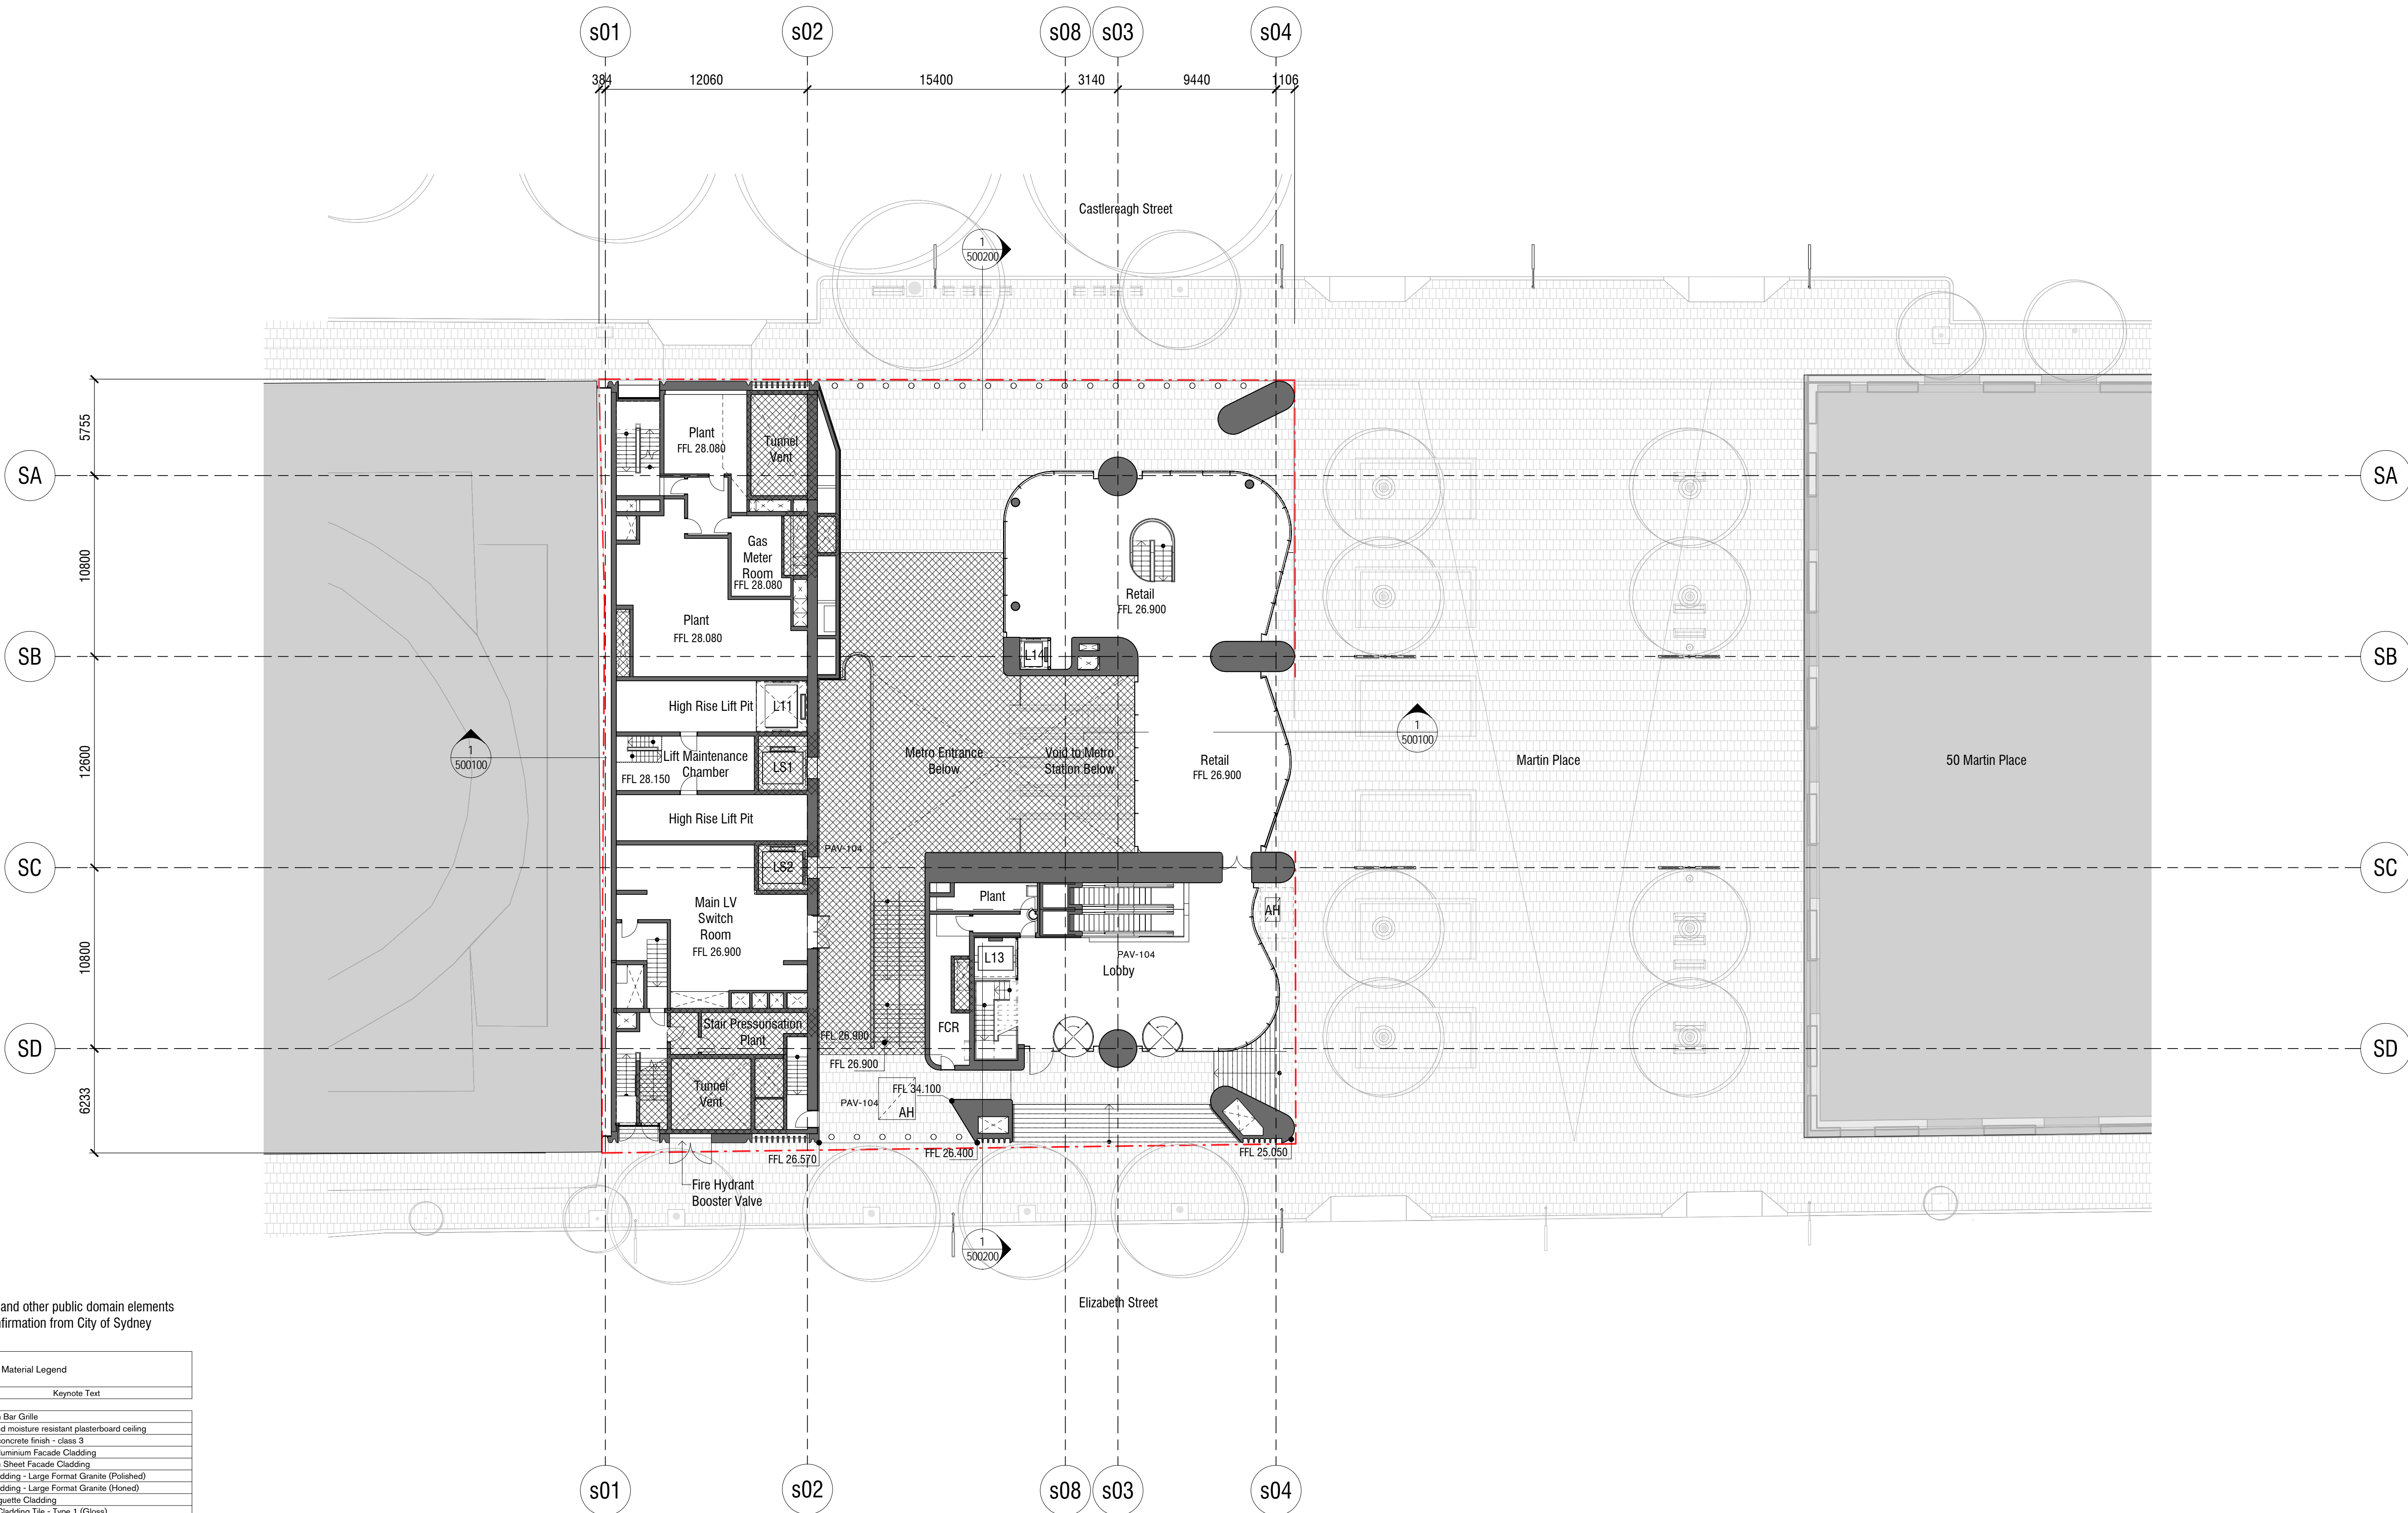 s01
s02
s08
s03
s04
384
12060
15400
3140
9440
1106
Castlereagh Street
1
500200
5755
10800
12600
10800
6233
SA
SA
SB
SB
SC
SC
SD
SD
Plant
FFL 28.080
Tunnel
Vent
Gas
Meter
Room
FFL 28.080
Plant
FFL 28.080
Retail
FFL 26.900
L14
High Rise Lift Pit
L11
1
500100
Lift Maintenance
Chamber
FFL 28.150
LS1
Metro Entrance
Below
Void to Metro
Station Below
Retail
FFL 26.900
1
500100
Martin Place
50 Martin Place
High Rise Lift Pit
PAV-104
LS2
Main LV
Switch
Room
FFL 26.900
Plant
AH
L13
PAV-104
Lobby
FCR
Stair Pressurisation
Plant
FFL 26.900
FFL 26.900
Tunnel
Vent
FFL 34.100
PAV-104
AH
FFL 26.570
FFL 26.400
FFL 25.050
Fire Hydrant
Booster Valve
1
500200
Elizabeth Street
and other public domain elements
firmation from City of Sydney
Material Legend
Keynote Text
Bar Grille
d moisture resistant plasterboard ceiling
concrete finish - class 3
luminium Facade Cladding
Sheet Facade Cladding
dding - Large Format Granite (Polished)
dding - Large Format Granite (Honed)
guette Cladding
Cladding Tile - Type 1 (Gloss)
s01
s02
s08
s03
s04